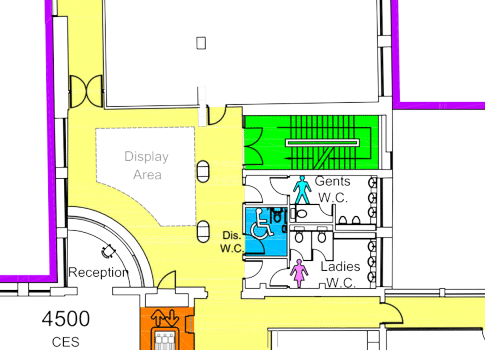 Display
Area
Gents
W.C.
Dis.
W.C.
Ladies
W.C.
Reception
4500
CES